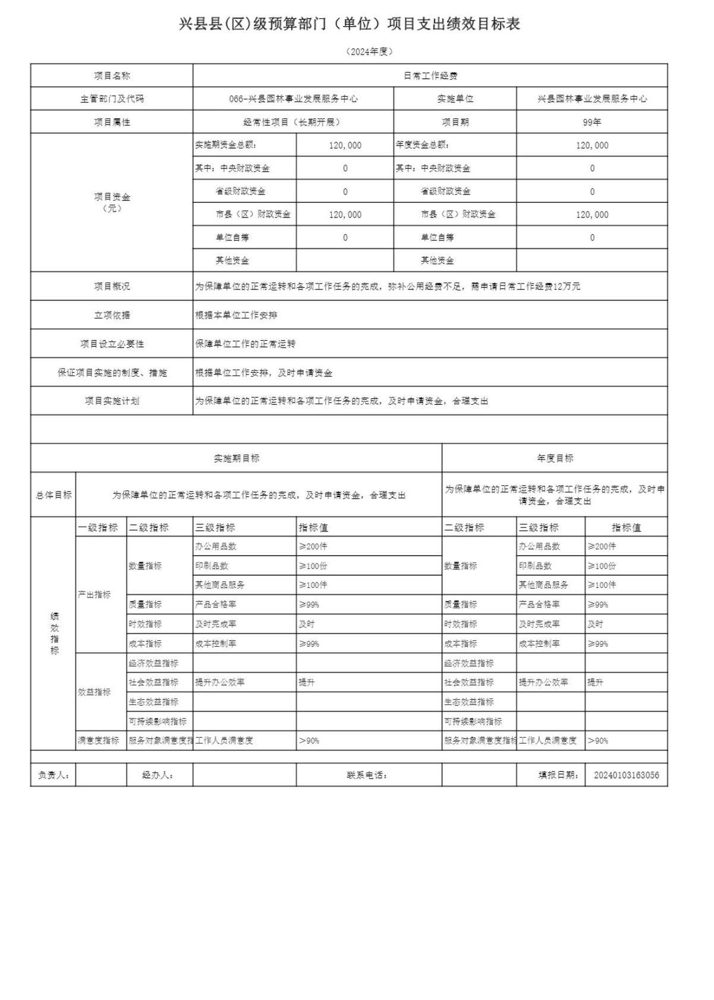 兴县县(区)级预算部门（单位）项目支出绩效目标表
（2024年度）
项目名称 日常工作经费
主管部门及代码 066-兴县园林事业发展服务中心 实施单位 兴县园林事业发展服务中心
项目属性 经常性项目（长期开展） 项目期 99年
项目资金
（元）
实施期资金总额： 120,000 年度资金总额： 120,000
其中：中央财政资金 0 其中：中央财政资金 0
省级财政资金 0 省级财政资金 0
市县（区）财政资金 120,000 市县（区）财政资金 120,000
单位自筹 0 单位自筹 0
其他资金 其他资金
项目概况 为保障单位的正常运转和各项工作任务的完成，弥补公用经费不足，需申请日常工作经费12万元
立项依据 根据本单位工作安排
项目设立必要性 保障单位工作的正常运转
保证项目实施的制度、措施 根据单位工作安排，及时申请资金
项目实施计划 为保障单位的正常运转和各项工作任务的完成，及时申请资金，合理支出
实施期目标 年度目标
总体目标 为保障单位的正常运转和各项工作任务的完成，及时申请资金，合理支出 为保障单位的正常运转和各项工作任务的完成，及时申
请资金，合理支出
绩
效
指
标
一级指标 二级指标 三级指标 指标值 二级指标 三级指标 指标值
产出指标 数量指标 办公用品数 ≥200件 数量指标 办公用品数 ≥200件
印刷品数 ≥100份 印刷品数 ≥100份
其他商品服务 ≥100件 其他商品服务 ≥100件
质量指标 产品合格率 ≥99% 质量指标 产品合格率 ≥99%
时效指标 及时完成率 及时 时效指标 及时完成率 及时
成本指标 成本控制率 ≥99% 成本指标 成本控制率 ≥99%
效益指标 经济效益指标 经济效益指标
社会效益指标 提升办公效率 提升 社会效益指标 提升办公效率 提升
生态效益指标 生态效益指标
可持续影响指标 可持续影响指标
满意度指标 服务对象满意度指 工作人员满意度 ＞90% 服务对象满意度指标 工作人员满意度 ＞90%
负责人： 经办人： 联系电话： 填报日期： 20240103163056